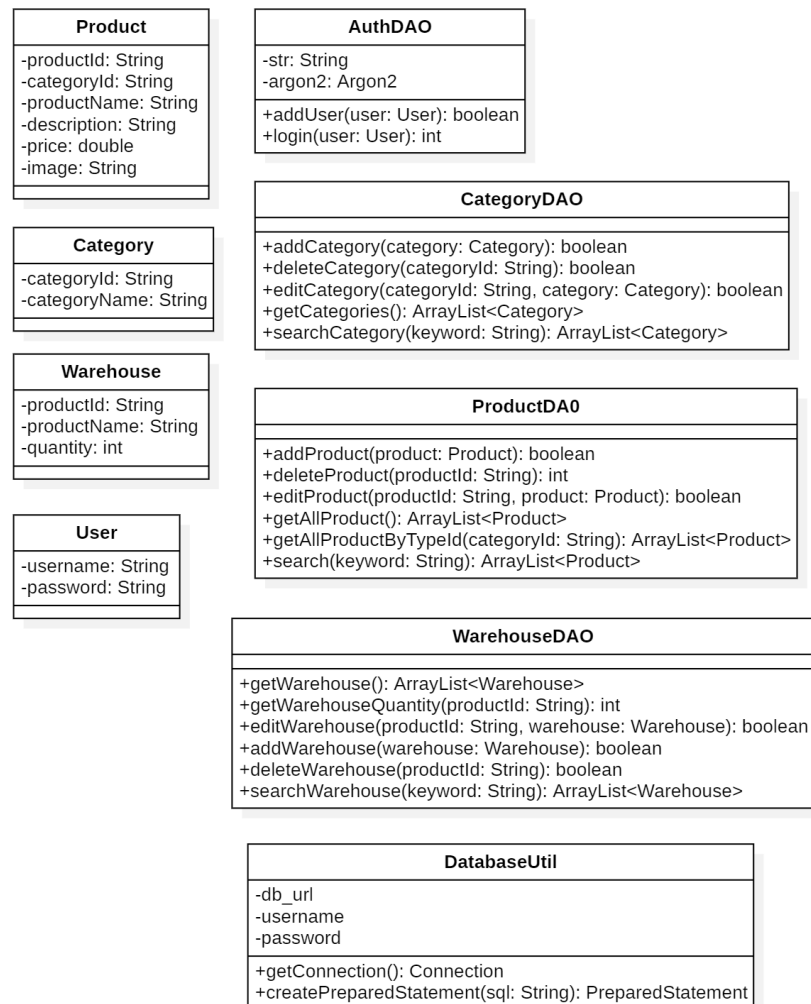 Product
-productId: String
-categoryId: String
-productName: String
-description: String
-price: double
-image: String
Category
-categoryId: String
-categoryName: String
Warehouse
-productId: String
-productName: String
-quantity: int
User
-username: String
-password: String
AuthDAO
-str: String
-argon2: Argon2
+addUser(user: User): boolean
+login(user: User): int
CategoryDAO
+addCategory(category: Category): boolean
+deleteCategory(categoryId: String): boolean
+editCategory(categoryId: String, category: Category): boolean
+getCategories(): ArrayList<Category>
+searchCategory(keyword: String): ArrayList<Category>
ProductDA0
+addProduct(product: Product): boolean
+deleteProduct(productId: String): int
+editProduct(productId: String, product: Product): boolean
+getAllProduct(): ArrayList<Product>
+getAllProductByTypeId(categoryId: String): ArrayList<Product>
+search(keyword: String): ArrayList<Product>
WarehouseDAO
+getWarehouse(): ArrayList<Warehouse>
+getWarehouseQuantity(productId: String): int
+editWarehouse(productId: String, warehouse: Warehouse): boolean
+addWarehouse(warehouse: Warehouse): boolean
+deleteWarehouse(productId: String): boolean
+searchWarehouse(keyword: String): ArrayList<Warehouse>
DatabaseUtil
-db_url
-username
-password
+getConnection(): Connection
+createPreparedStatement(sql: String): PreparedStatement